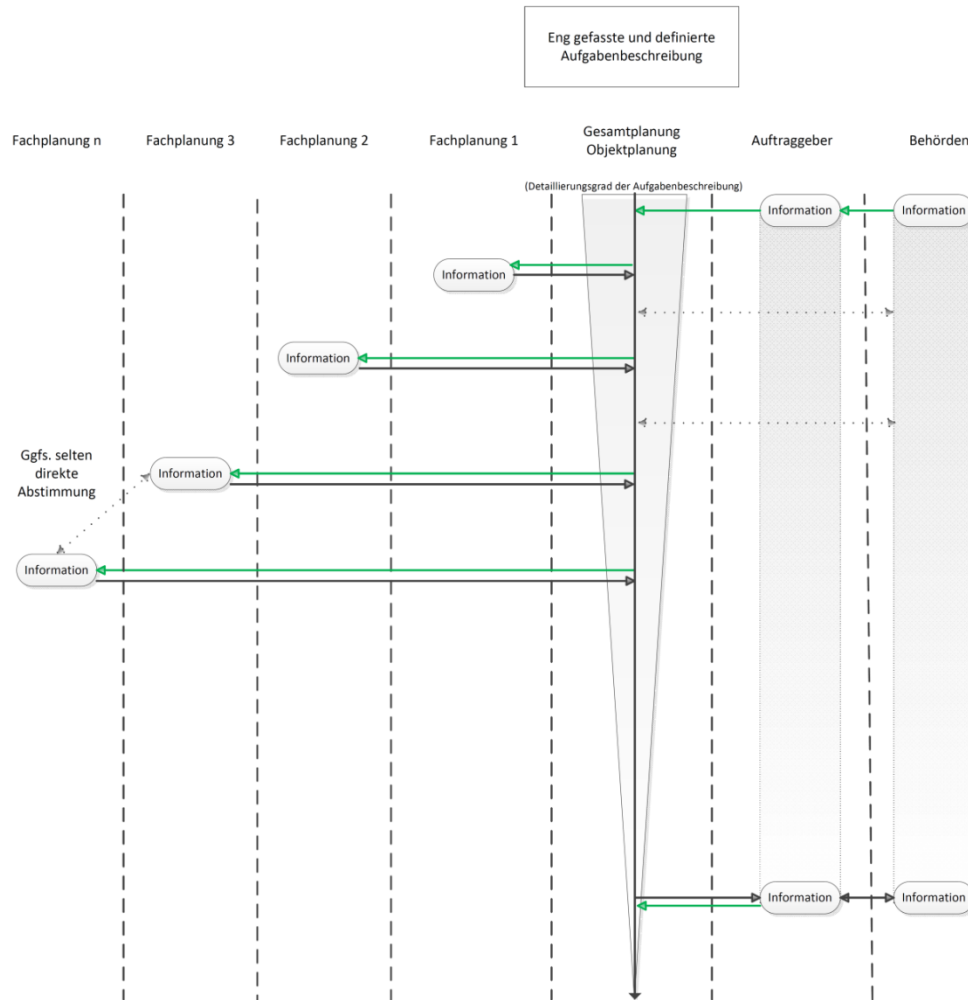 Eng gefasste und definierte
Aufgabenbeschreibung
Fachplanung n
Fachplanung 3
Fachplanung 2
Fachplanung 1
Gesamtplanung
Objektplanung
Auftraggeber
Behörden
(Detaillierungsgrad der Aufgabenbeschreibung)
Information
Information
Information
Information
Ggfs. selten
direkte
Abstimmung
Information
Information
Information
Information